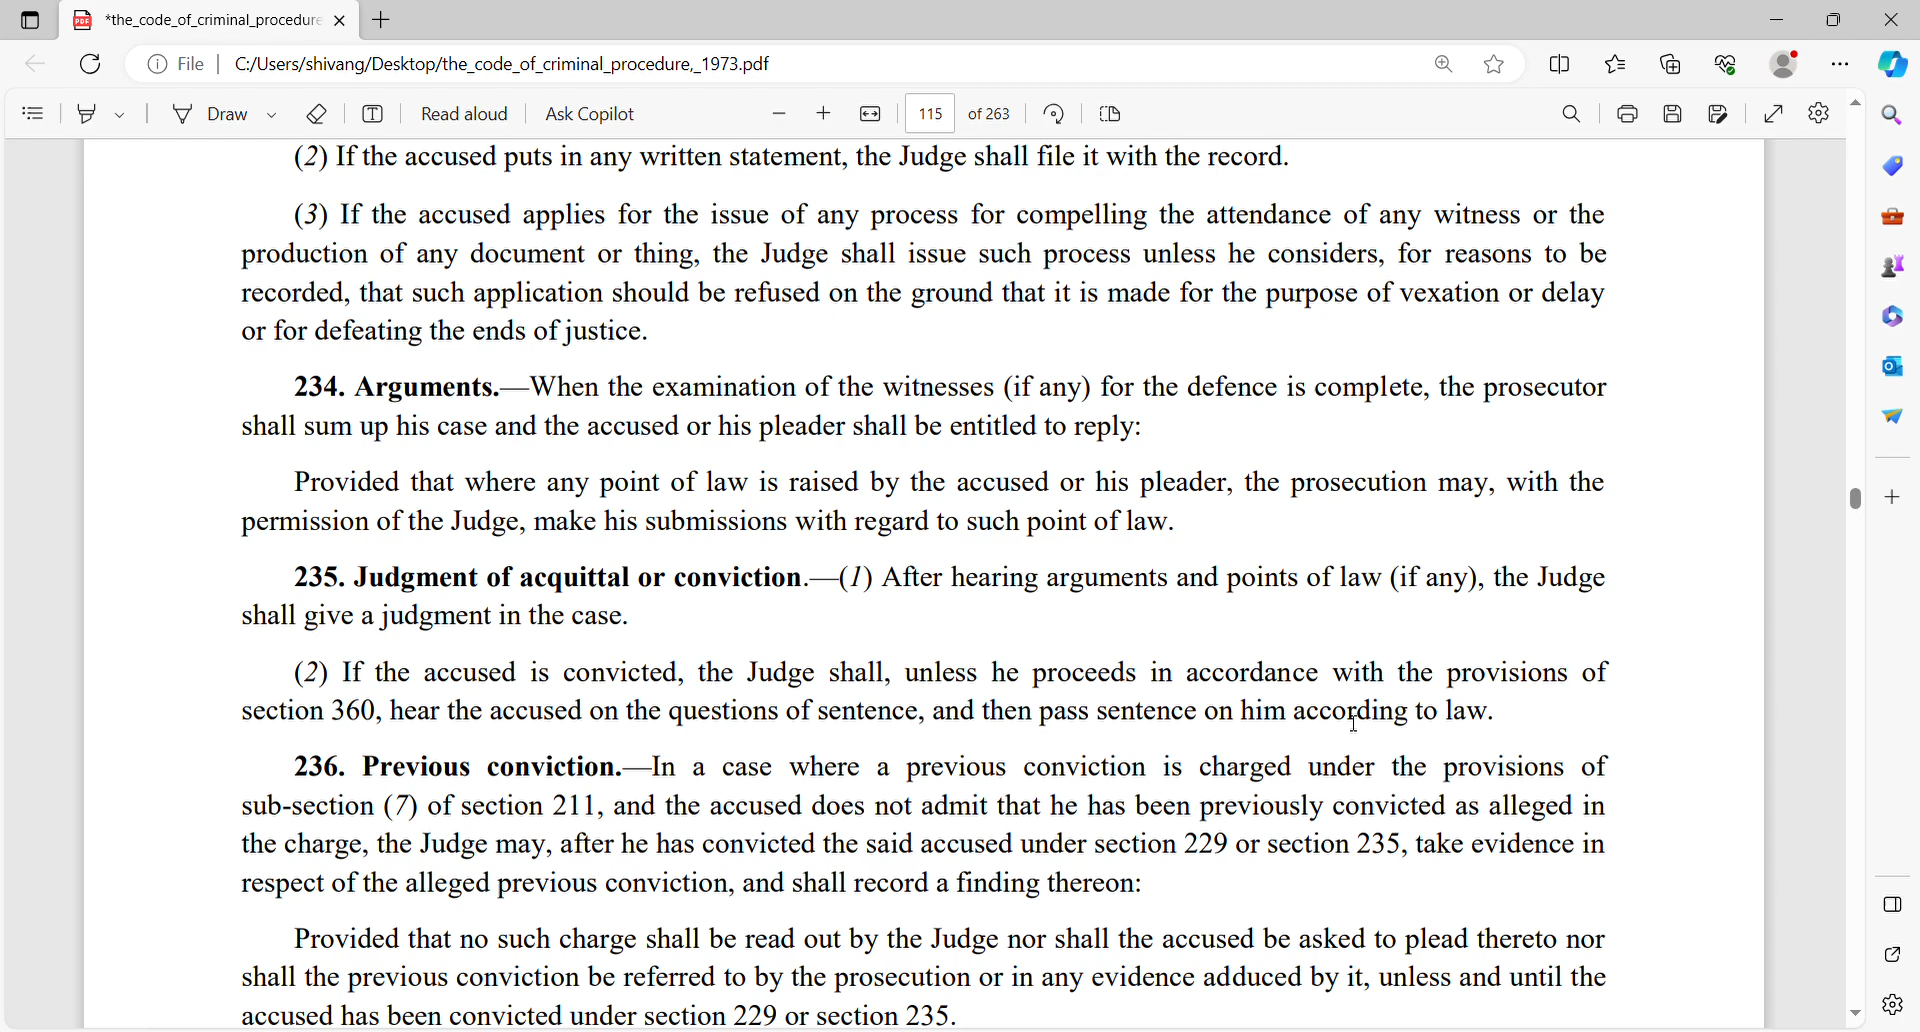 *the_code_of_criminal_procedure
File C:/Users/shivang/Desktop/the_code_of_criminal_procedure,_1973.pdf
Draw Read aloud Ask Copilot 115 of 263
(2) If the accused puts in any written statement, the Judge shall file it with the record.
(3) If the accused applies for the issue of any process for compelling the attendance of any witness or the
production of any document or thing, the Judge shall issue such process unless he considers, for reasons to be
recorded, that such application should be refused on the ground that it is made for the purpose of vexation or delay
or for defeating the ends of justice.
234. Arguments.—When the examination of the witnesses (if any) for the defence is complete, the prosecutor
shall sum up his case and the accused or his pleader shall be entitled to reply:
Provided that where any point of law is raised by the accused or his pleader, the prosecution may, with the
permission of the Judge, make his submissions with regard to such point of law.
235. Judgment of acquittal or conviction.—(1) After hearing arguments and points of law (if any), the Judge
shall give a judgment in the case.
(2) If the accused is convicted, the Judge shall, unless he proceeds in accordance with the provisions of
section 360, hear the accused on the questions of sentence, and then pass sentence on him according to law.
236. Previous conviction.—In a case where a previous conviction is charged under the provisions of
sub-section (7) of section 211, and the accused does not admit that he has been previously convicted as alleged in
the charge, the Judge may, after he has convicted the said accused under section 229 or section 235, take evidence in
respect of the alleged previous conviction, and shall record a finding thereon:
Provided that no such charge shall be read out by the Judge nor shall the accused be asked to plead thereto nor
shall the previous conviction be referred to by the prosecution or in any evidence adduced by it, unless and until the
accused has been convicted under section 229 or section 235.